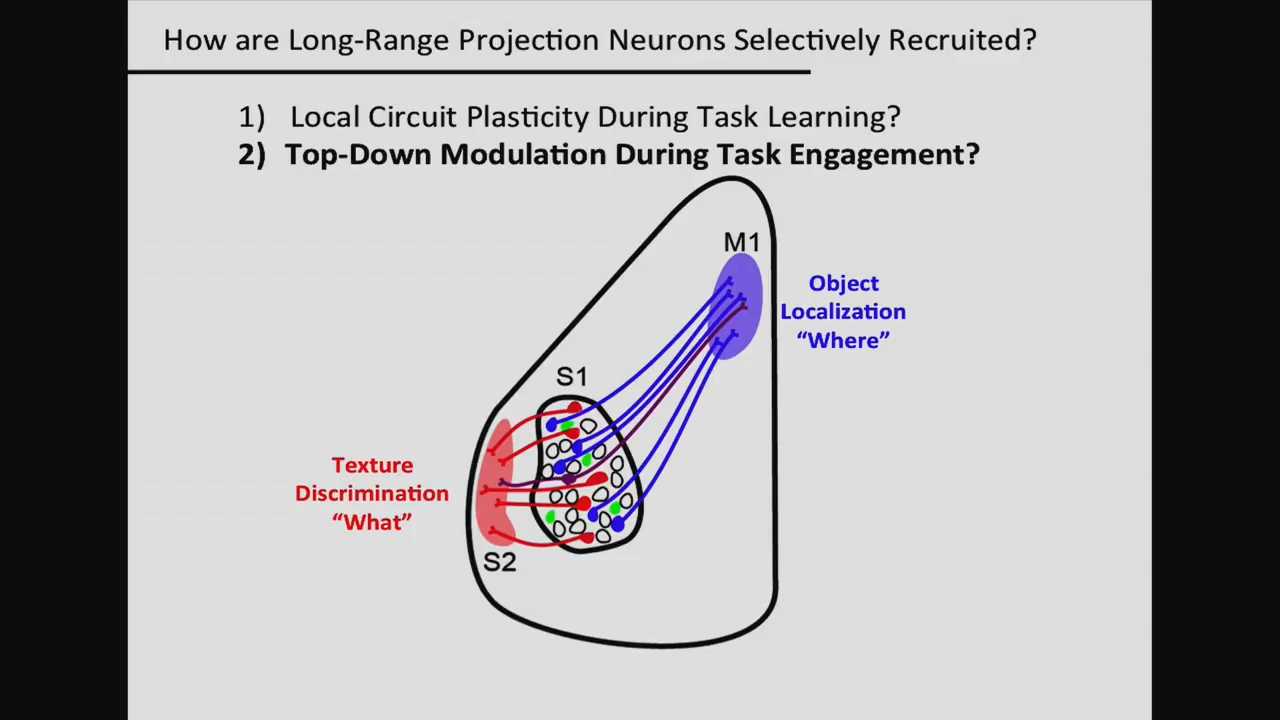 How are Long-Range Projection Neurons Selectively Recruited?
1) Local Circuit Plasticity During Task Learning?
2) Top-Down Modulation During Task Engagement?
M1
Object
Localization
“Where”
S1
Texture
Discrimination
“What”
S2